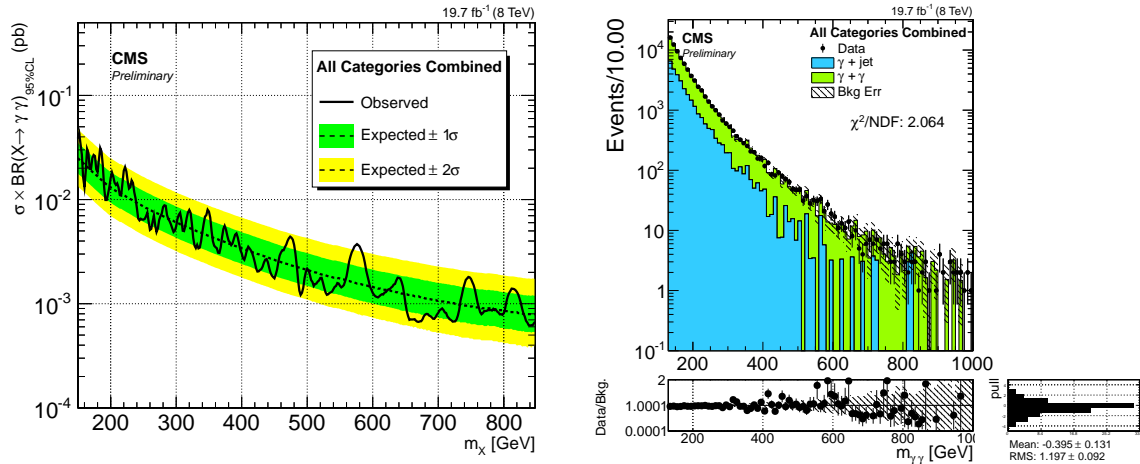 19.7 fb⁻¹ (8 TeV)
CMS
Preliminary
All Categories Combined
Observed
Expected ± 1σ
Expected ± 2σ
σ × BR(X→ γ γ)95%CL (pb)
10⁻¹
10⁻²
10⁻³
10⁻⁴
200 300 400 500 600 700 800
mX [GeV]
19.7 fb⁻¹ (8 TeV)
CMS
Preliminary
All Categories Combined
Data
γ + jet
γ + γ
Bkg Err
χ²/NDF: 2.064
Events/10.00
10⁴
10³
10²
10
1
10⁻¹
200 400 600 800 1000
Data/Bkg.
2
1.0001
0.0001
200 400 600 800 100
mγγ [GeV]
pull
Mean: -0.395 ± 0.131
RMS: 1.197 ± 0.092